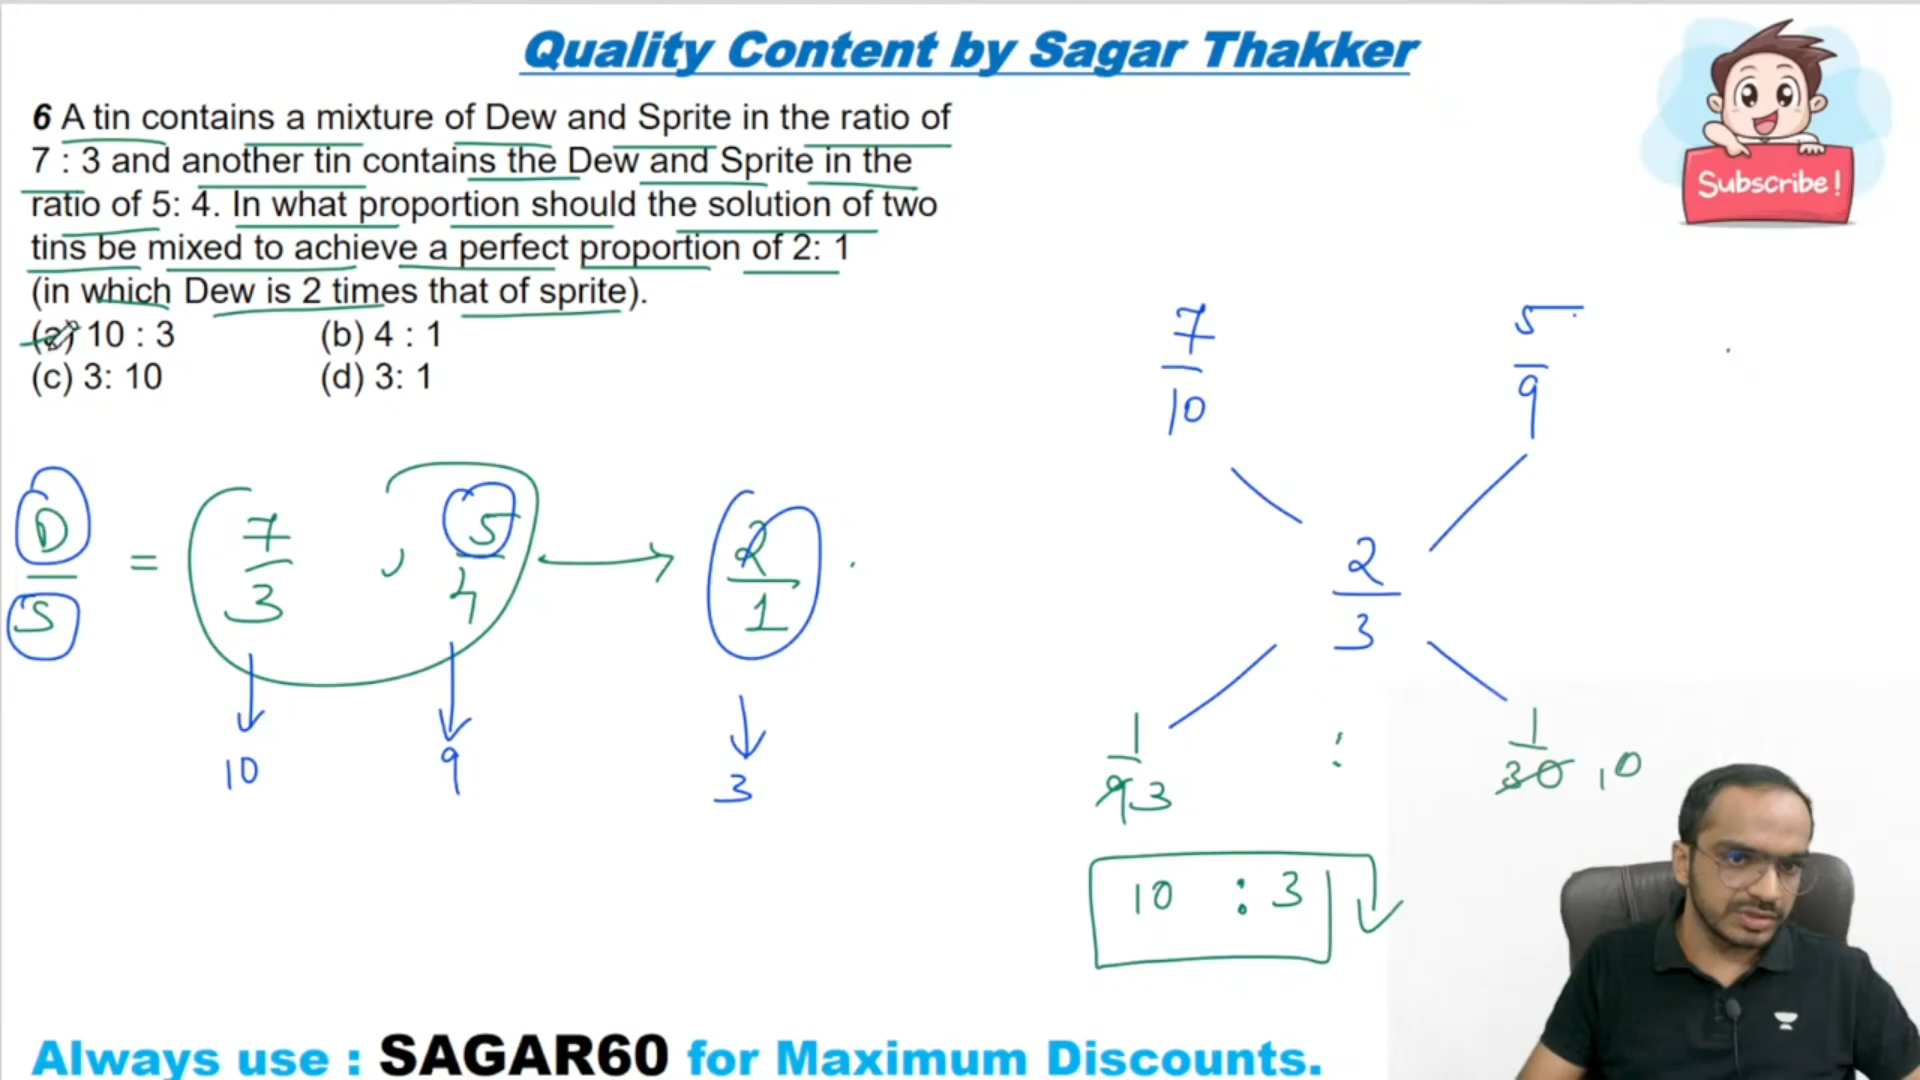 Quality Content by Sagar Thakker
Subscribe!
6 A tin contains a mixture of Dew and Sprite in the ratio of
7 : 3 and another tin contains the Dew and Sprite in the
ratio of 5: 4. In what proportion should the solution of two
tins be mixed to achieve a perfect proportion of 2: 1
(in which Dew is 2 times that of sprite).
(a) 10 : 3 (b) 4 : 1
(c) 3: 10 (d) 3: 1
D/S = 7/3 , 5/4 → 2/1
10 9 3
7/10 5/9
2/3
1/9 3 : 1/30 10
10 : 3
Always use : SAGAR60 for Maximum Discounts.